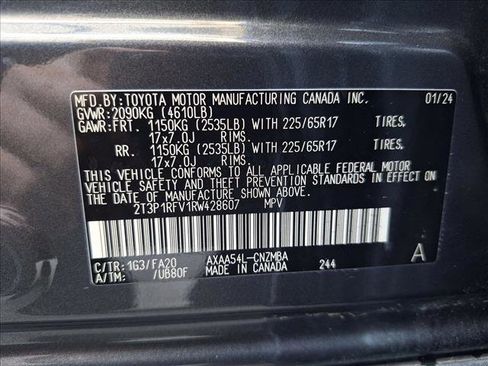 MFD.BY:TOYOTA MOTOR MANUFACTURING CANADA INC. 01/24
GVWR:2090KG (4610LB)
GAWR:FRT. 1150KG (2535LB) WITH 225/65R17 TIRES,
17x7.0J RIMS.
RR. 1150KG (2535LB) WITH 225/65R17 TIRES,
17x7.0J RIMS.
THIS VEHICLE CONFORMS TO ALL APPLICABLE FEDERAL MOTOR
VEHICLE SAFETY AND THEFT PREVENTION STANDARDS IN EFFECT ON
THE DATE OF MANUFACTURE SHOWN ABOVE.
2T3P1RFV1RW428607 MPV
C/TR:1G3/FA20 AXAA54L-CNZMBA A
A/TM: /UB80F MADE IN CANADA 244